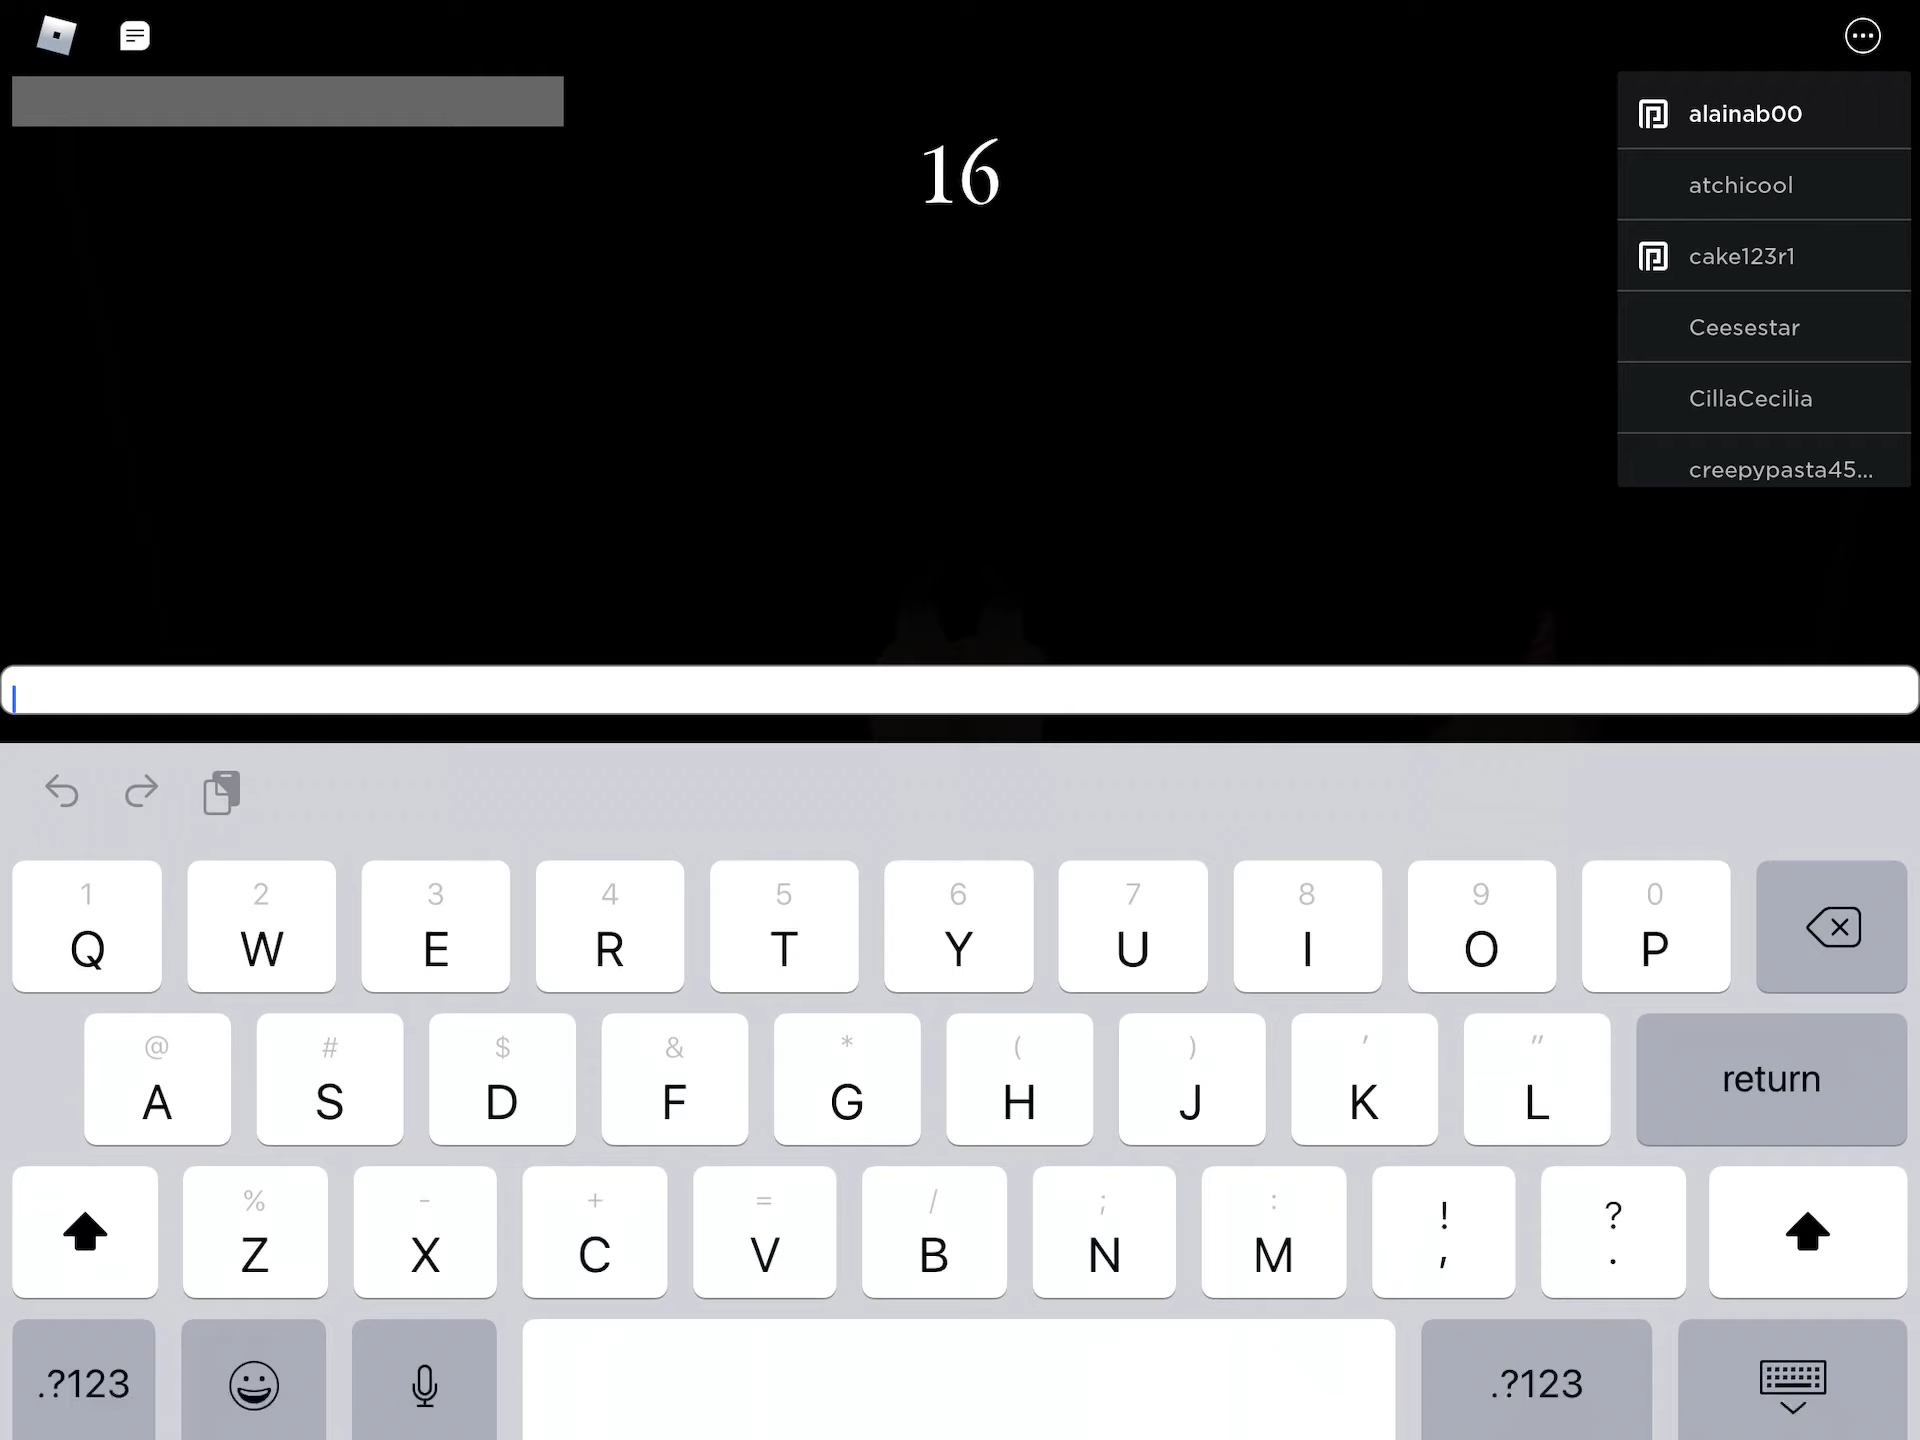 alainab00
16
atchicool
cake123r1
Ceesestar
CillaCecilia
creepypasta45...
1 2 3 4 5 6 7 8 9 0
Q W E R T Y U I O P
@ # $ & * ( ) ' "
A S D F G H J K L return
% - + = / ; : ! ?
Z X C V B N M , .
.?123 .?123